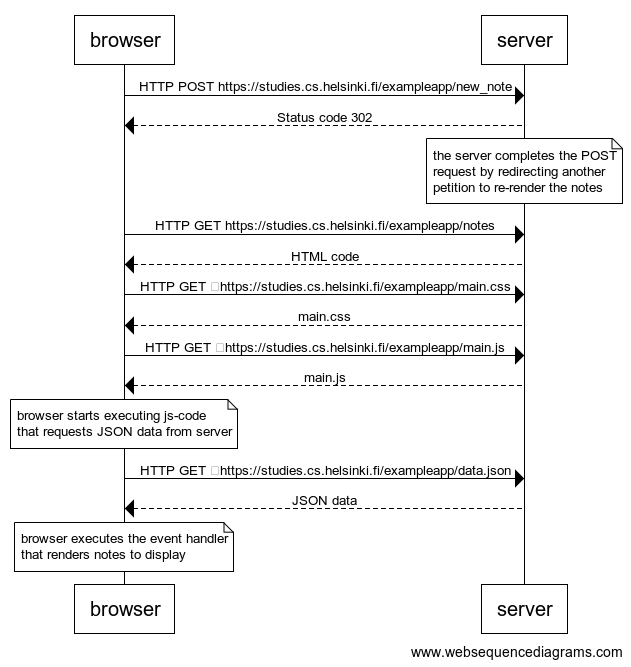 browser
server
HTTP POST https://studies.cs.helsinki.fi/exampleapp/new_note
Status code 302
the server completes the POST
request by redirecting another
petition to re-render the notes
HTTP GET https://studies.cs.helsinki.fi/exampleapp/notes
HTML code
HTTP GET https://studies.cs.helsinki.fi/exampleapp/main.css
main.css
HTTP GET https://studies.cs.helsinki.fi/exampleapp/main.js
main.js
browser starts executing js-code
that requests JSON data from server
HTTP GET https://studies.cs.helsinki.fi/exampleapp/data.json
JSON data
browser executes the event handler
that renders notes to display
browser
server
www.websequencediagrams.com